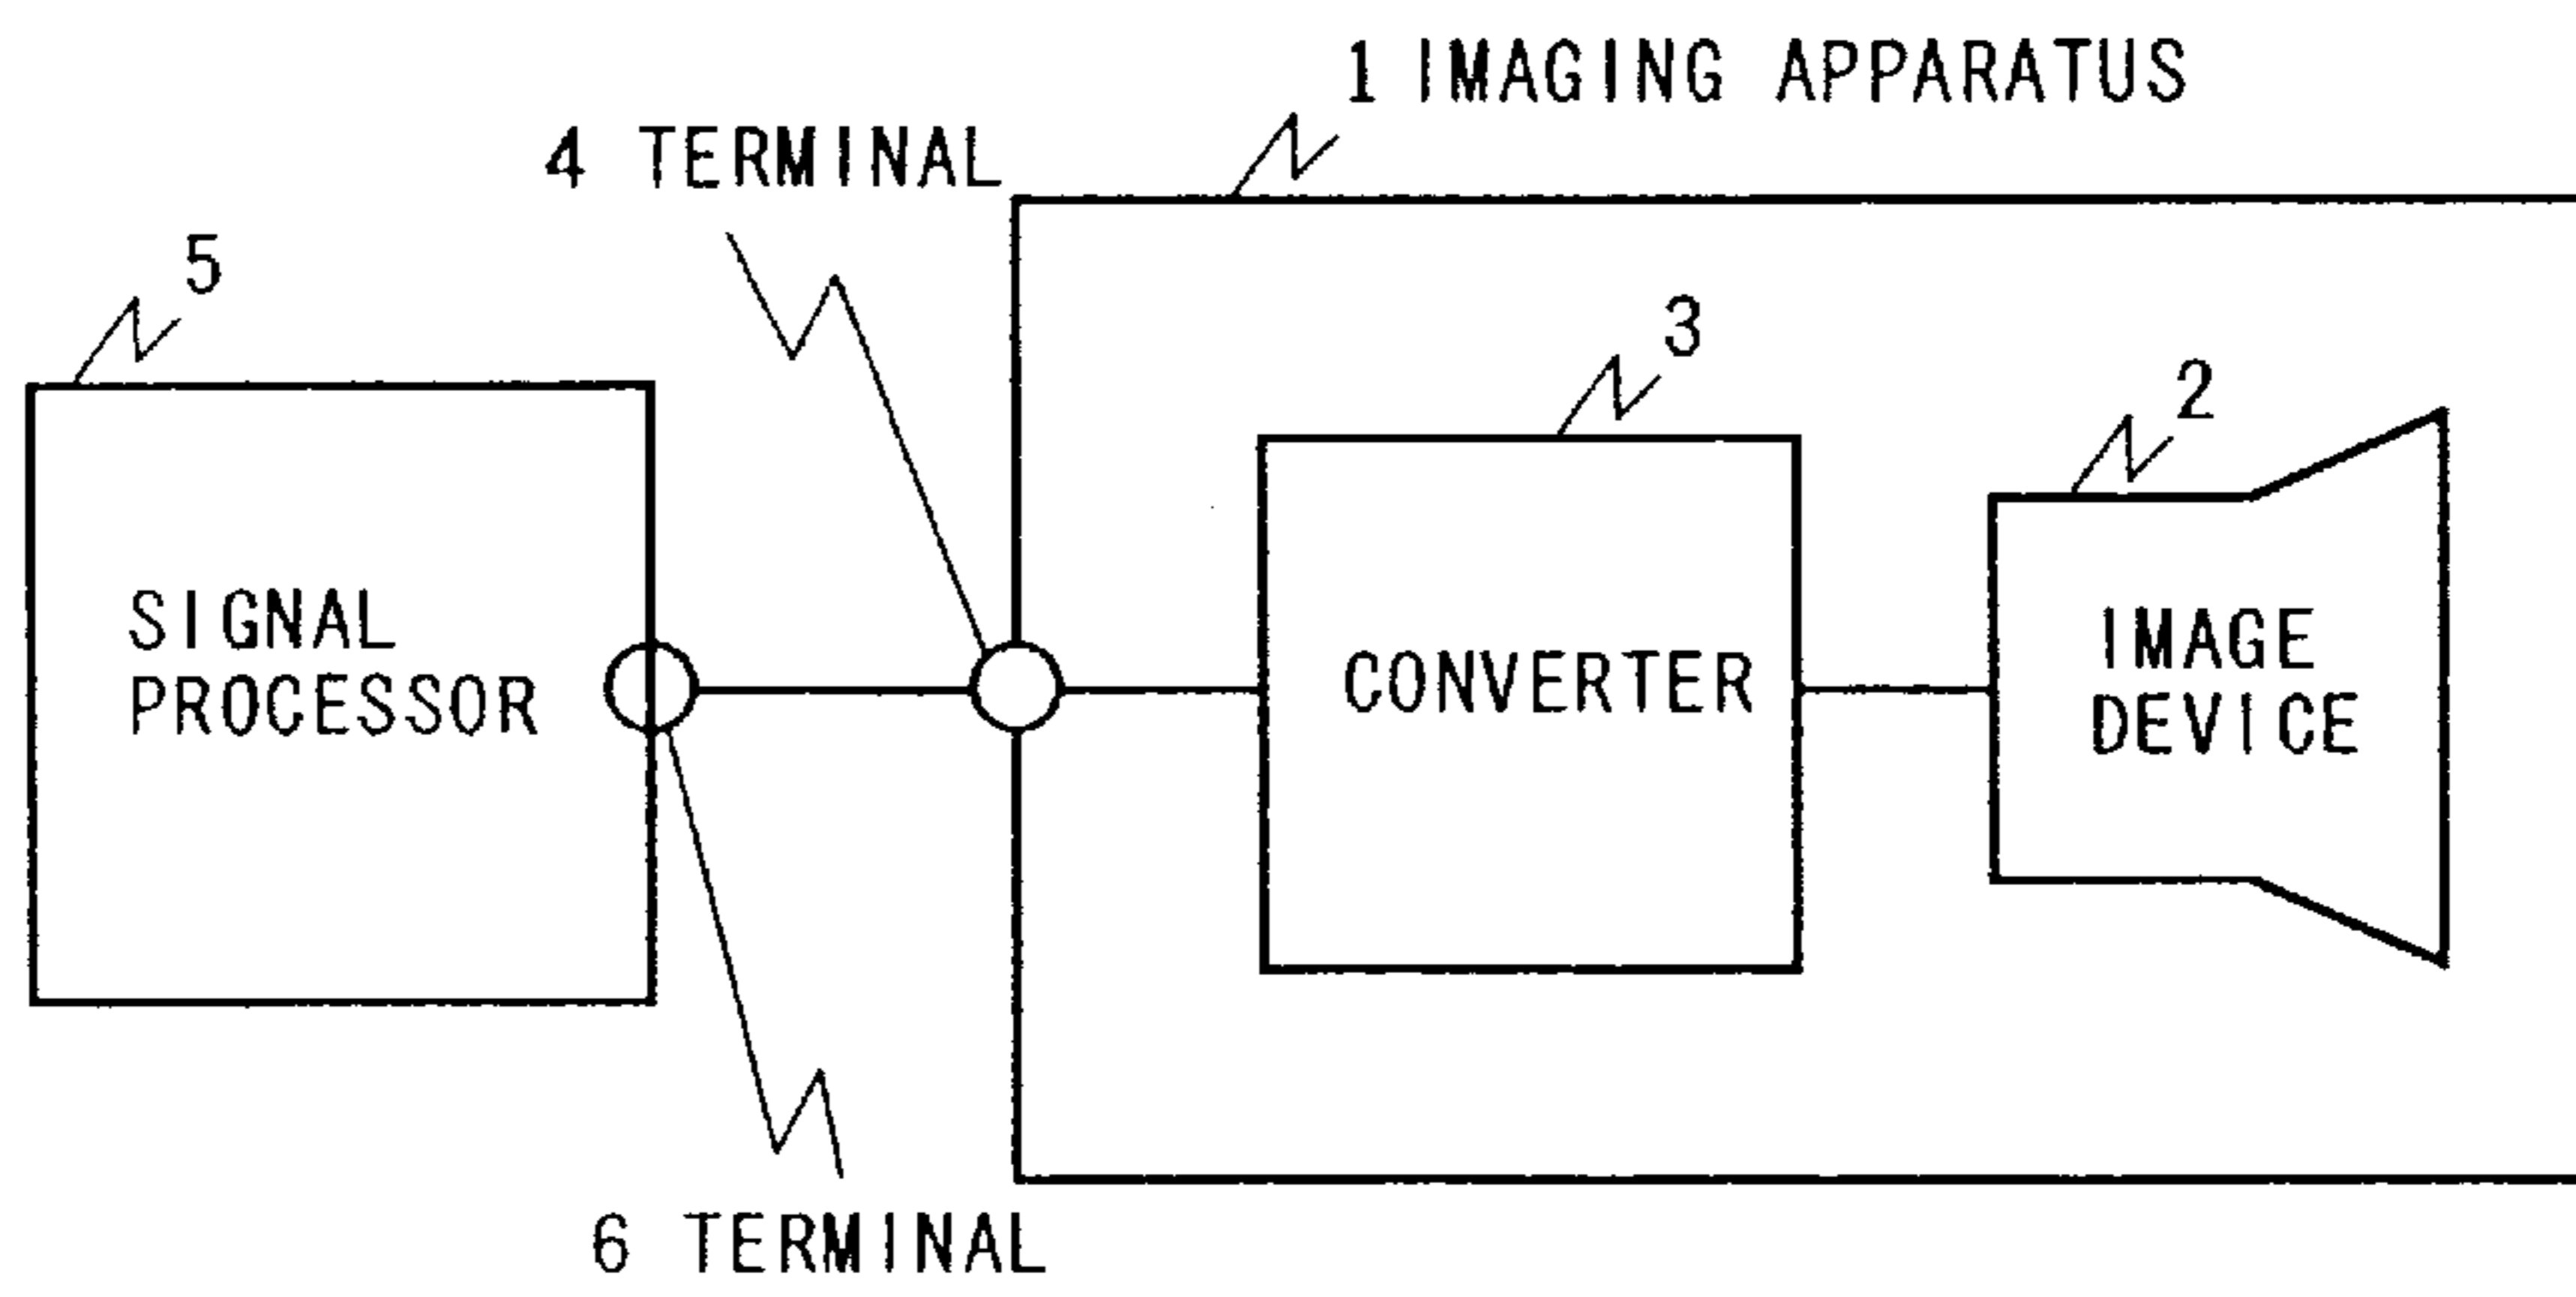 1 IMAGING APPARATUS
4 TERMINAL
5
3
2
SIGNAL
PROCESSOR
CONVERTER
IMAGE
DEVICE
6 TERMINAL